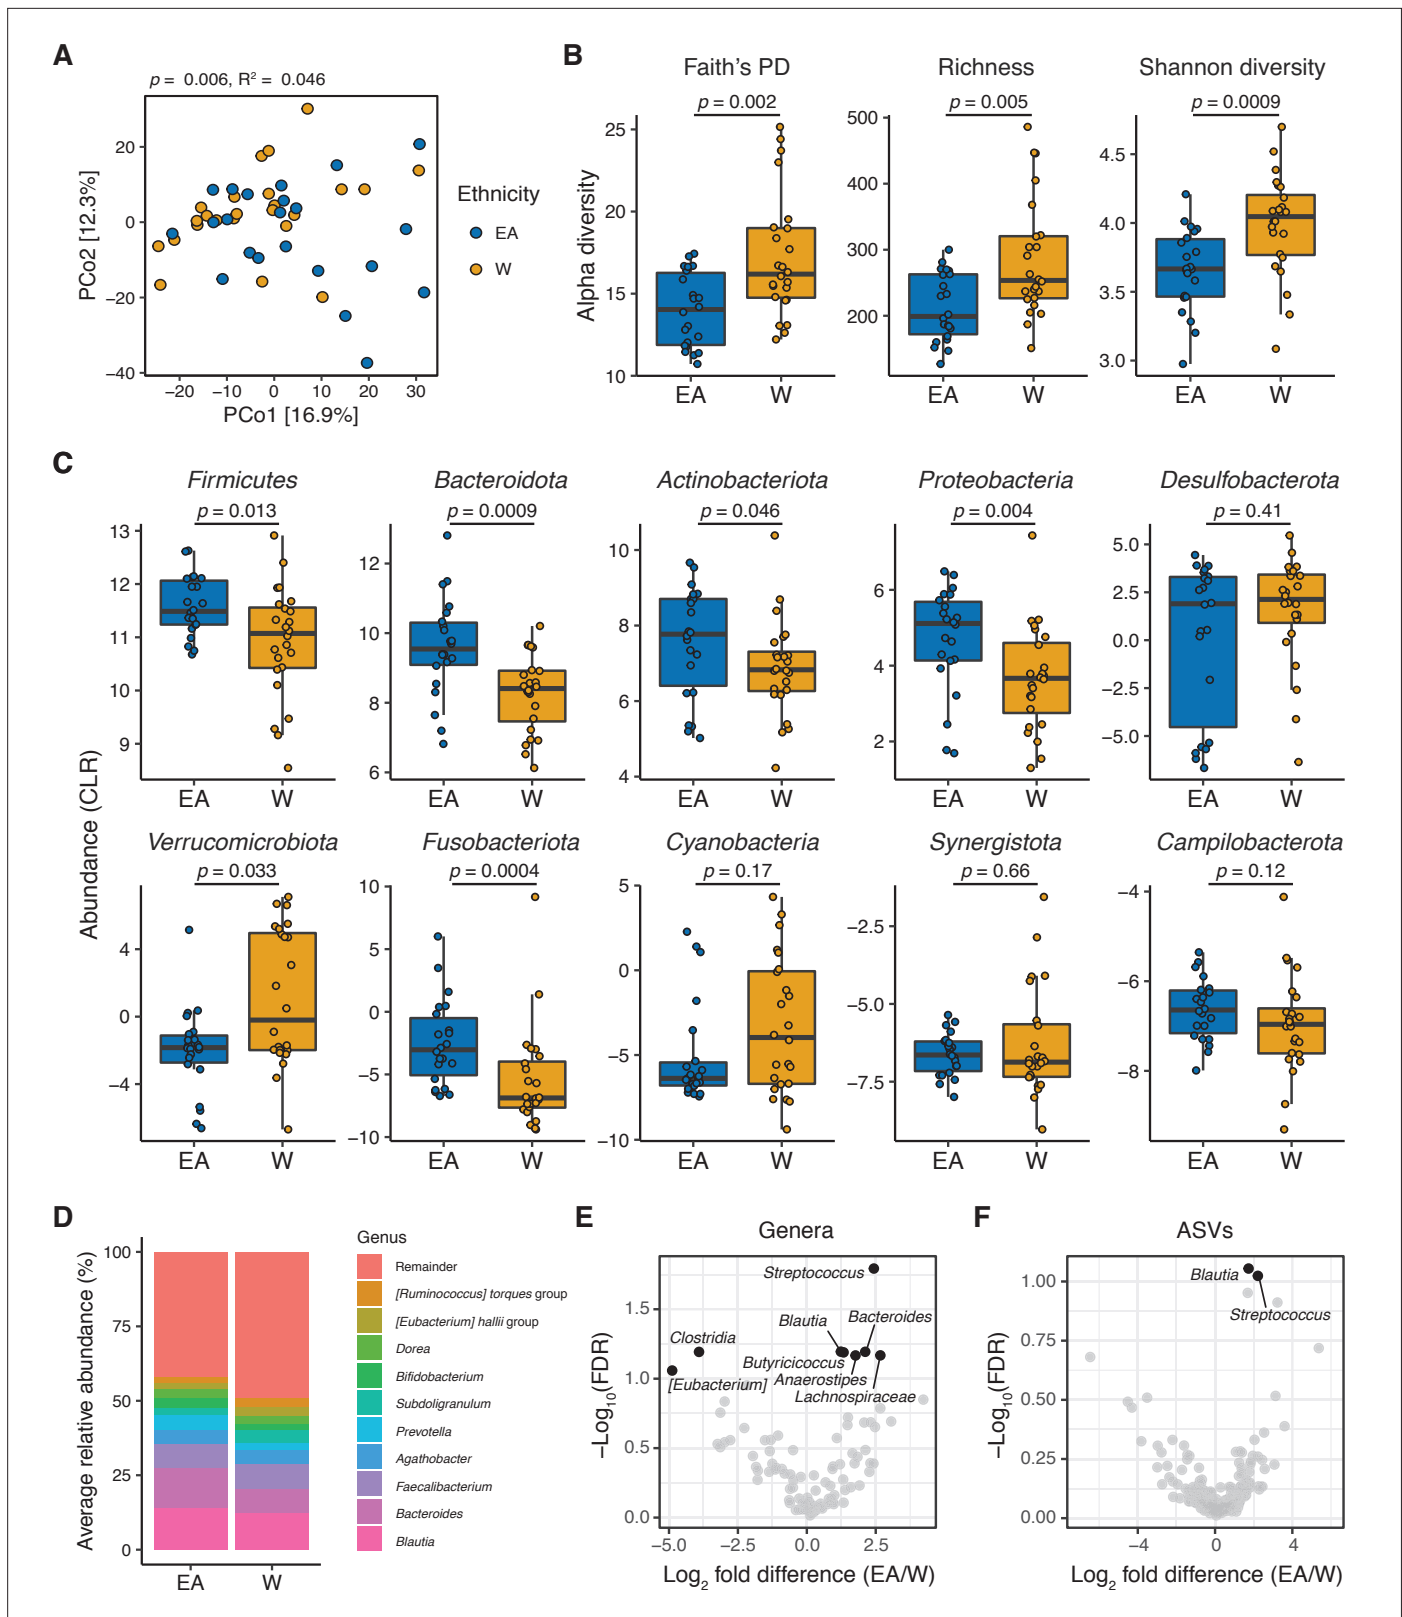 A
p = 0.006, R² = 0.046
20
0
−20
−40
−20 −10 0 10 20 30
PCo2 [12.3%]
PCo1 [16.9%]
Ethnicity
EA
W
B
Faith's PD
Richness
Shannon diversity
p = 0.002
p = 0.005
p = 0.0009
Alpha diversity
25
20
15
10
EA W
500
400
300
200
EA W
4.5
4.0
3.5
3.0
EA W
C
Abundance (CLR)
Firmicutes
p = 0.013
13
12
11
10
9
EA W
Bacteroidota
p = 0.0009
12
10
8
6
EA W
Actinobacteriota
p = 0.046
10
8
6
4
EA W
Proteobacteria
p = 0.004
6
4
2
EA W
Desulfobacterota
p = 0.41
5.0
2.5
0.0
−2.5
−5.0
EA W
Verrucomicrobiota
p = 0.033
4
0
−4
EA W
Fusobacteriota
p = 0.0004
10
5
0
−5
−10
EA W
Cyanobacteria
p = 0.17
5
0
−5
−10
EA W
Synergistota
p = 0.66
−2.5
−5.0
−7.5
EA W
Campilobacterota
p = 0.12
−4
−6
−8
EA W
D
Average relative abundance (%)
100
75
50
25
0
EA W
Genus
Remainder
[Ruminococcus] torques group
[Eubacterium] hallii group
Dorea
Bifidobacterium
Subdoligranulum
Prevotella
Agathobacter
Faecalibacterium
Bacteroides
Blautia
E
Genera
−Log₁₀(FDR)
1.5
1.0
0.5
0.0
Streptococcus
Blautia
Bacteroides
Clostridia
Butyricicoccus
Anaerostipes
[Eubacterium]
Lachnospiraceae
−5.0 −2.5 0 2.5
Log₂ fold difference (EA/W)
F
ASVs
−Log₁₀(FDR)
1.00
0.75
0.50
0.25
0.00
Blautia
Streptococcus
−4 0 4
Log₂ fold difference (EA/W)